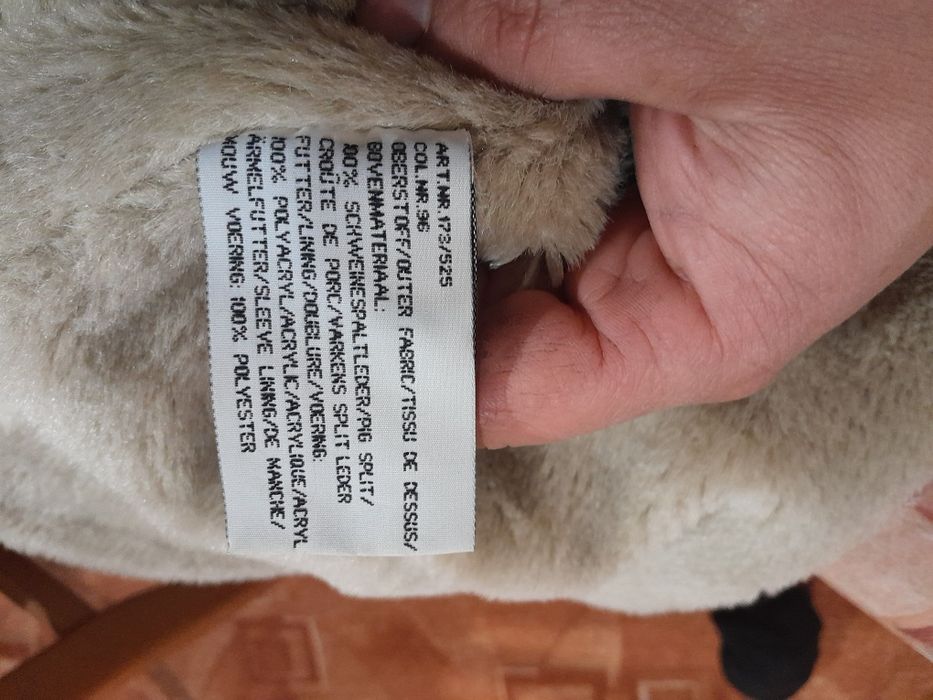 ART.NR.173/525
COL.NR.96
OBERSTOFF/OUTER FABRIC/TISSU DE DESSUS/
BOVENMATERIAAL:
100% SCHWEINESPALTLEDER/PIG SPLIT/
CROÛTE DE PORC/VARKENS SPLIT LEDER
FUTTER/LINING/DOUBLURE/VOERING:
100% POLYACRYL/ACRYLIC/ACRYLIQUE/ACRYL
ÄRMELFUTTER/SLEEVE LINING/DE MANCHE/
MOUW VOERING: 100% POLYESTER